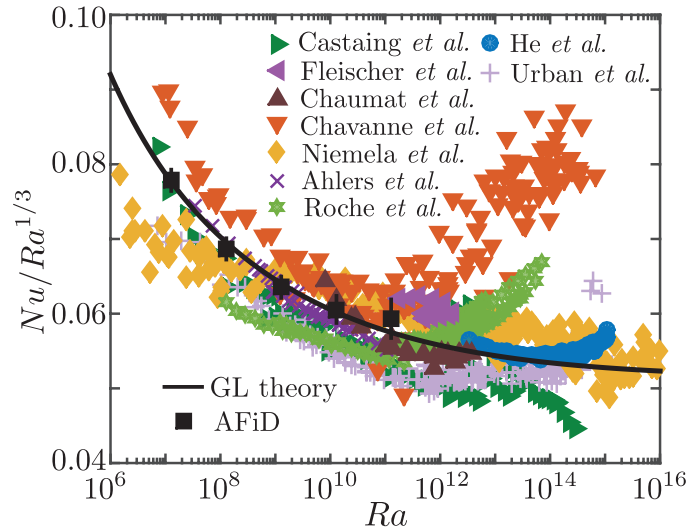 0.10
0.08
0.06
0.04
Nu/Ra^{1/3}
Castaing et al.
Fleischer et al.
Chaumat et al.
Chavanne et al.
Niemela et al.
Ahlers et al.
Roche et al.
He et al.
Urban et al.
GL theory
AFiD
10^6 10^8 10^{10} 10^{12} 10^{14} 10^{16}
Ra